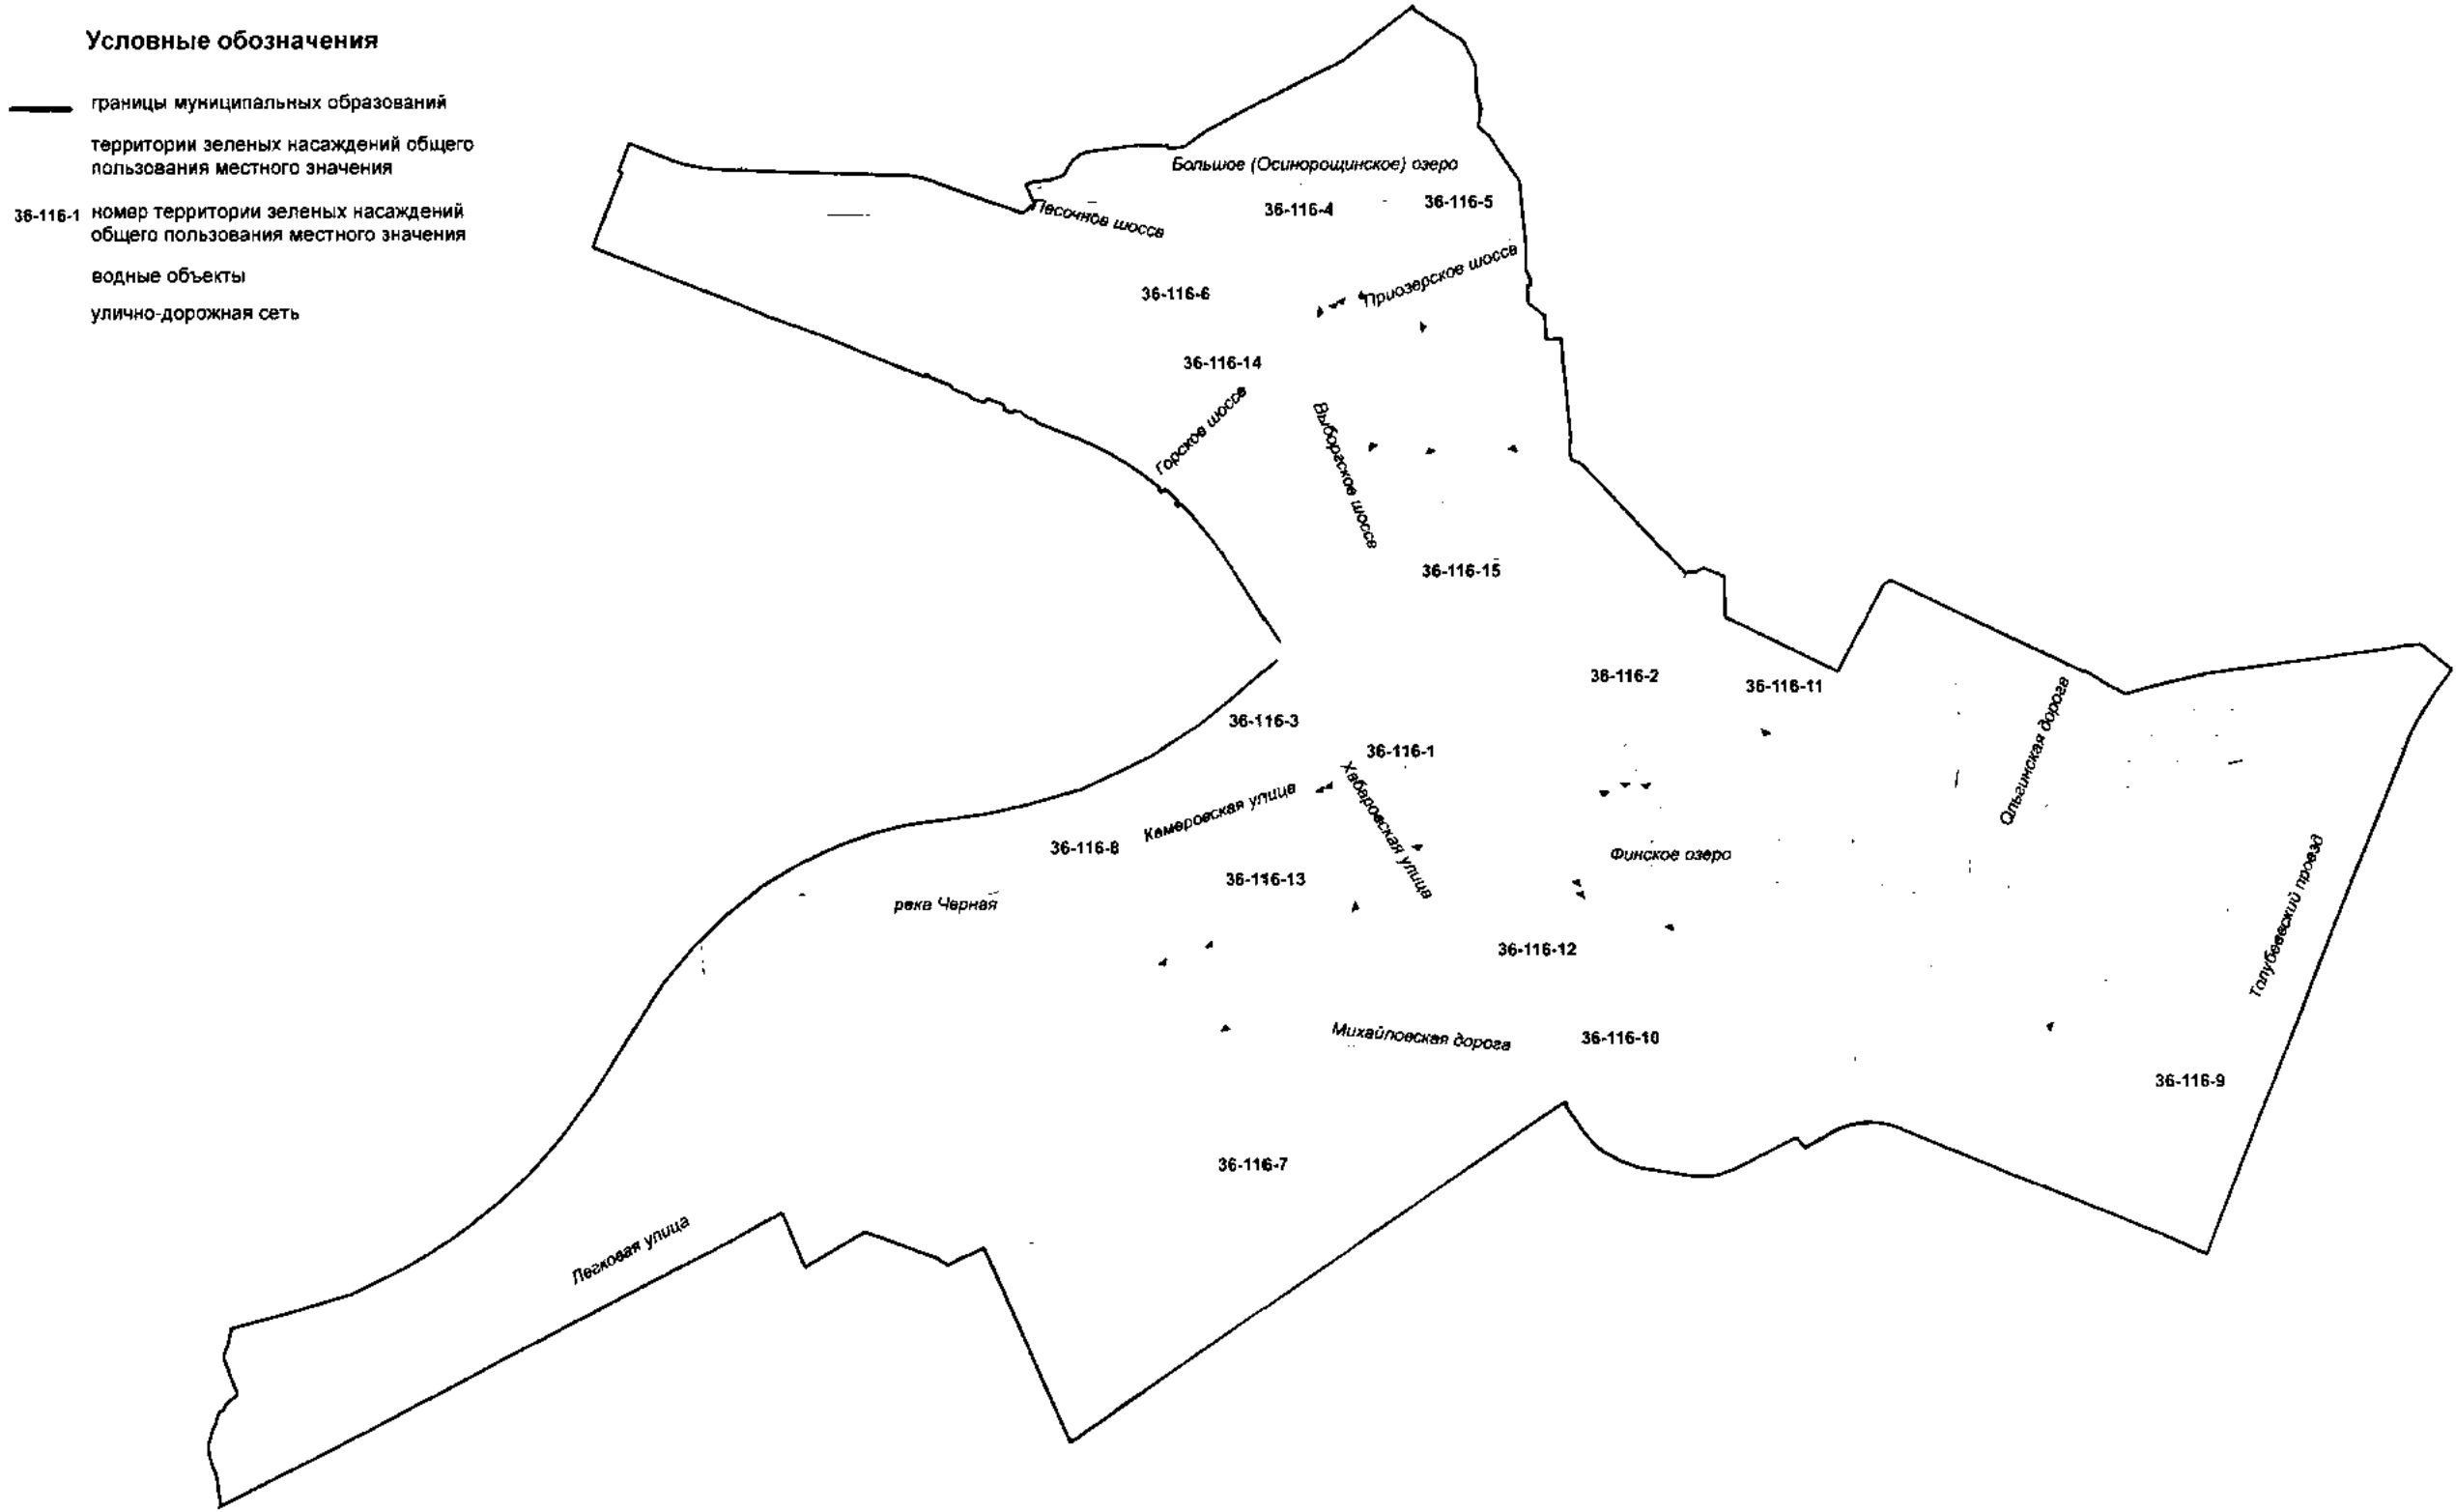 Условные обозначения
границы муниципальных образований
территории зеленых насаждений общего
пользования местного значения
36-116-1 номер территории зеленых насаждений
общего пользования местного значения
водные объекты
улично-дорожная сеть
Большое (Осинорощинское) озеро
36-116-5
36-116-4
Песочное шоссе
Приозерское шоссе
36-116-6
36-116-14
Горское шоссе
Выборгское шоссе
36-116-15
36-116-2
36-116-11
36-116-3
Ольгинская дорога
36-116-1
Кемеровская улица
Хабаровская улица
36-116-8
Финское озеро
36-116-13
река Черная
Толубеевский проезд
36-116-12
Михайловская дорога
36-116-10
36-116-9
36-116-7
Легковая улица